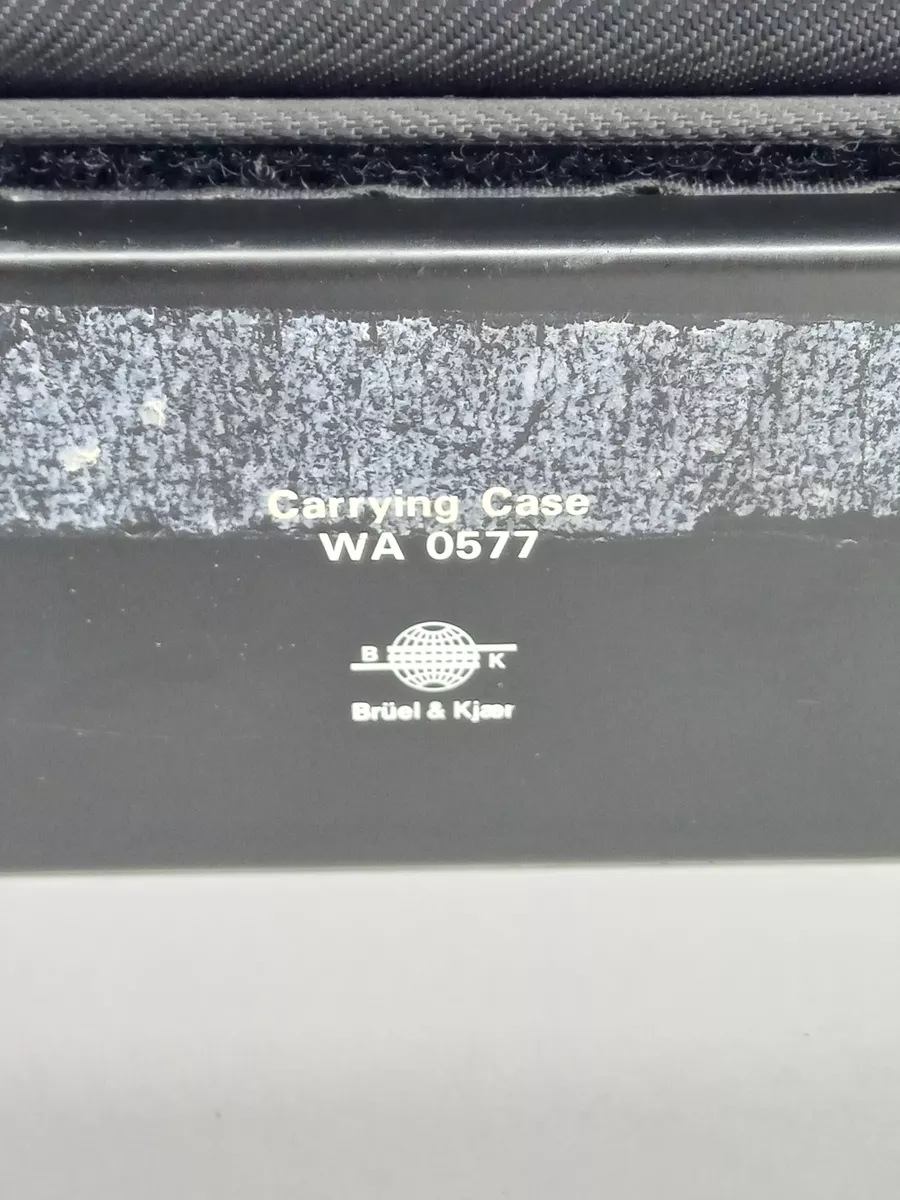 Carrying Case
WA 0577
B K
Brüel & Kjær